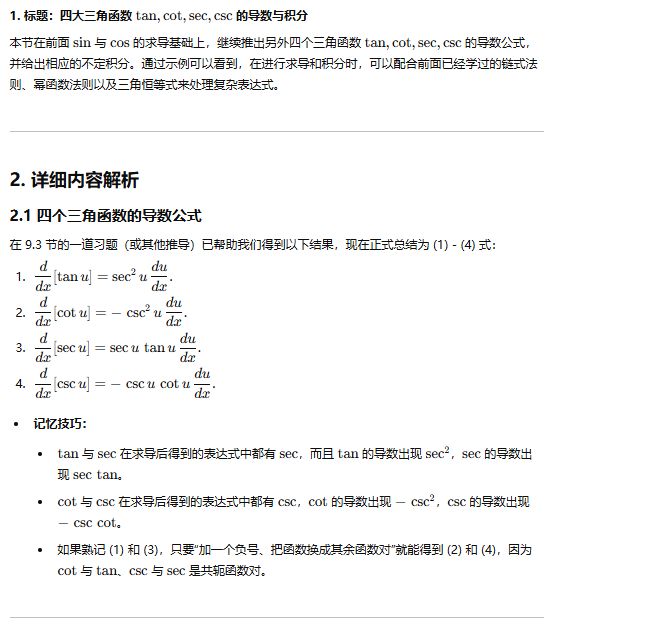 1. 标题：四大三角函数 tan, cot, sec, csc 的导数与积分
本节在前面 sin 与 cos 的求导基础上，继续推出另外四个三角函数 tan, cot, sec, csc 的导数公式，
并给出相应的不定积分。通过示例可以看到，在进行求导和积分时，可以配合前面已经学过的链式法
则、幂函数法则以及三角恒等式来处理复杂表达式。
2. 详细内容解析
2.1 四个三角函数的导数公式
在 9.3 节的一道习题（或其他推导）已帮助我们得到以下结果，现在正式总结为 (1) - (4) 式：
1. d/dx [tan u] = sec² u du/dx.
2. d/dx [cot u] = − csc² u du/dx.
3. d/dx [sec u] = sec u tan u du/dx.
4. d/dx [csc u] = − csc u cot u du/dx.
• 记忆技巧：
• tan 与 sec 在求导后得到的表达式中都有 sec，而且 tan 的导数出现 sec²，sec 的导数出
现 sec tan。
• cot 与 csc 在求导后得到的表达式中都有 csc，cot 的导数出现 − csc²，csc 的导数出现
− csc cot。
• 如果熟记 (1) 和 (3)，只要“加一个负号、把函数换成其余函数对”就能得到 (2) 和 (4)，因为
cot 与 tan、csc 与 sec 是共轭函数对。